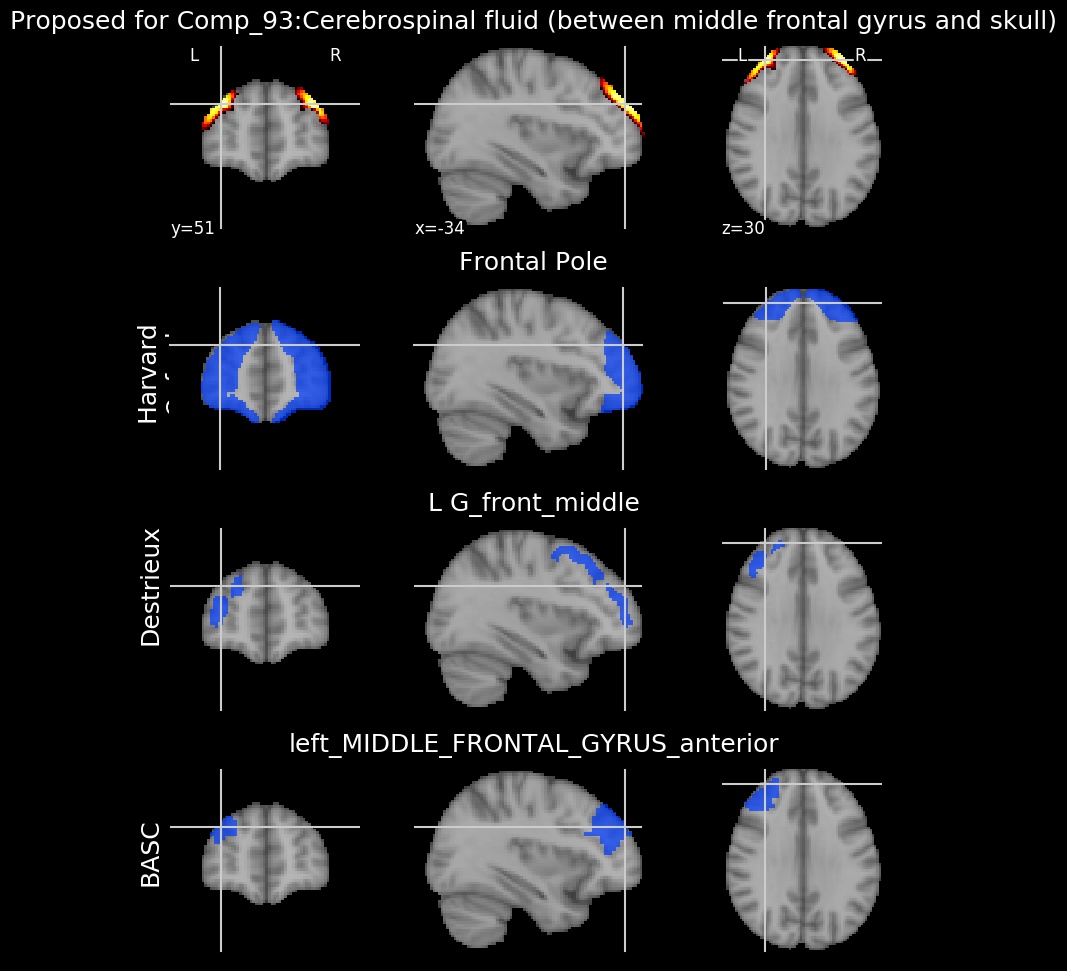 Proposed for Comp_93:Cerebrospinal fluid (between middle frontal gyrus and skull)
L R L R
y=51 x=-34 z=30
Frontal Pole
Harvard
L G_front_middle
Destrieux
left_MIDDLE_FRONTAL_GYRUS_anterior
BASC